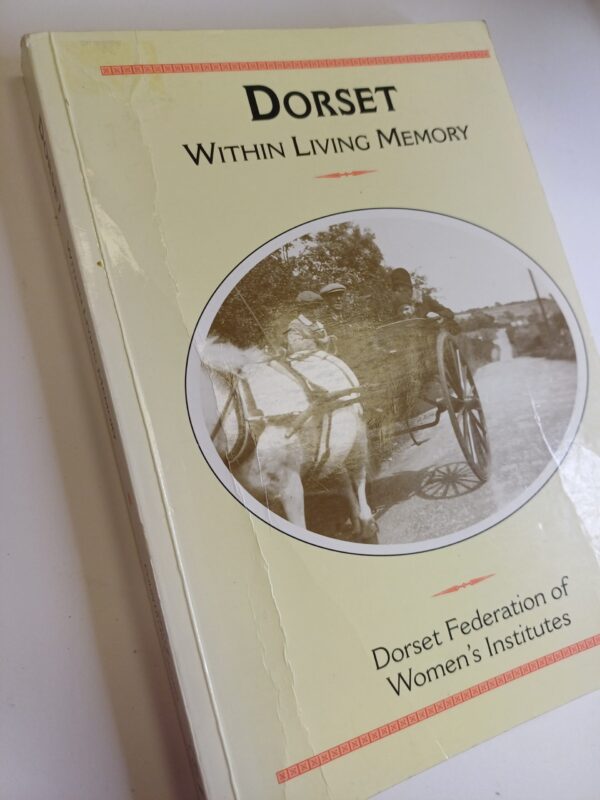 DORSET
WITHIN LIVING MEMORY
Dorset Federation of
Women's Institutes